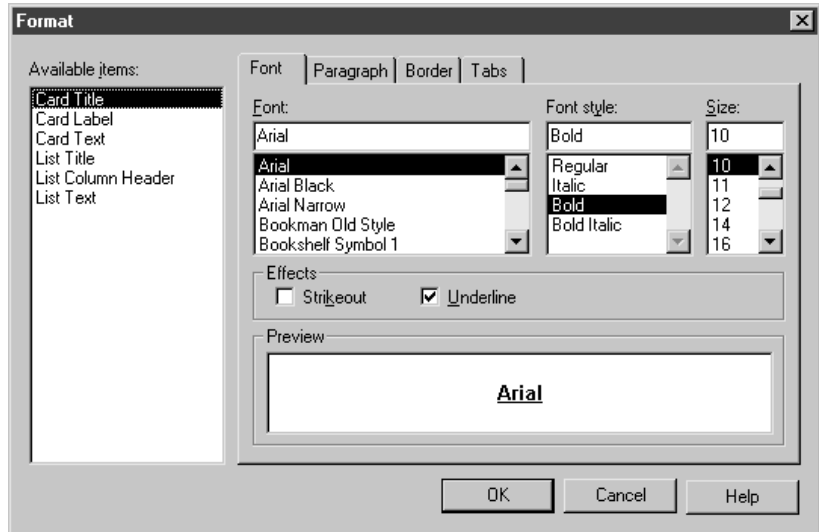 Format
Available items:
Card Title
Card Label
Card Text
List Title
List Column Header
List Text
Font Paragraph Border Tabs
Font:
Arial
Arial
Arial Black
Arial Narrow
Bookman Old Style
Bookshelf Symbol 1
Font style:
Bold
Regular
Italic
Bold
Bold Italic
Size:
10
10
11
12
14
16
Effects
Strikeout Underline
Preview
Arial
OK Cancel Help